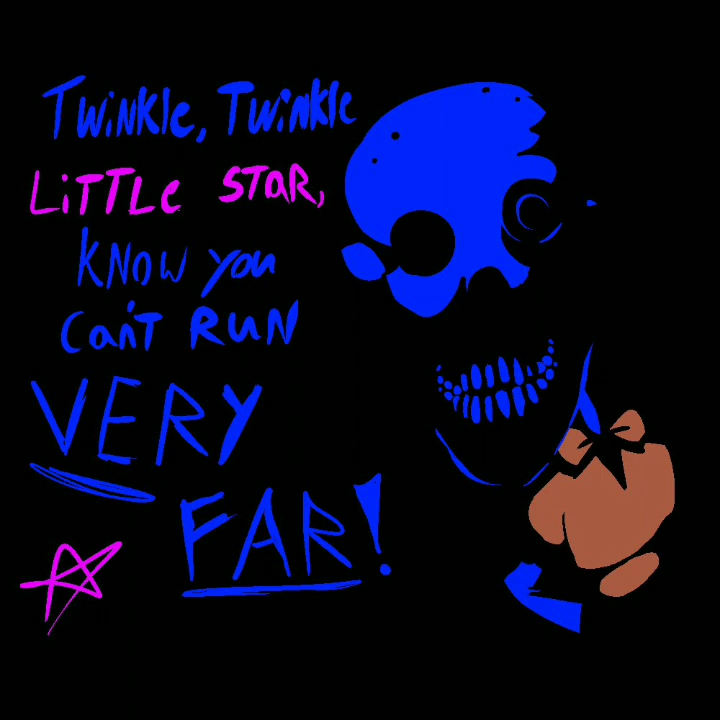 Twinkle, Twinkle
LiTTLe STaR,
KNOW you
Can't RuN
VERY
FAR!